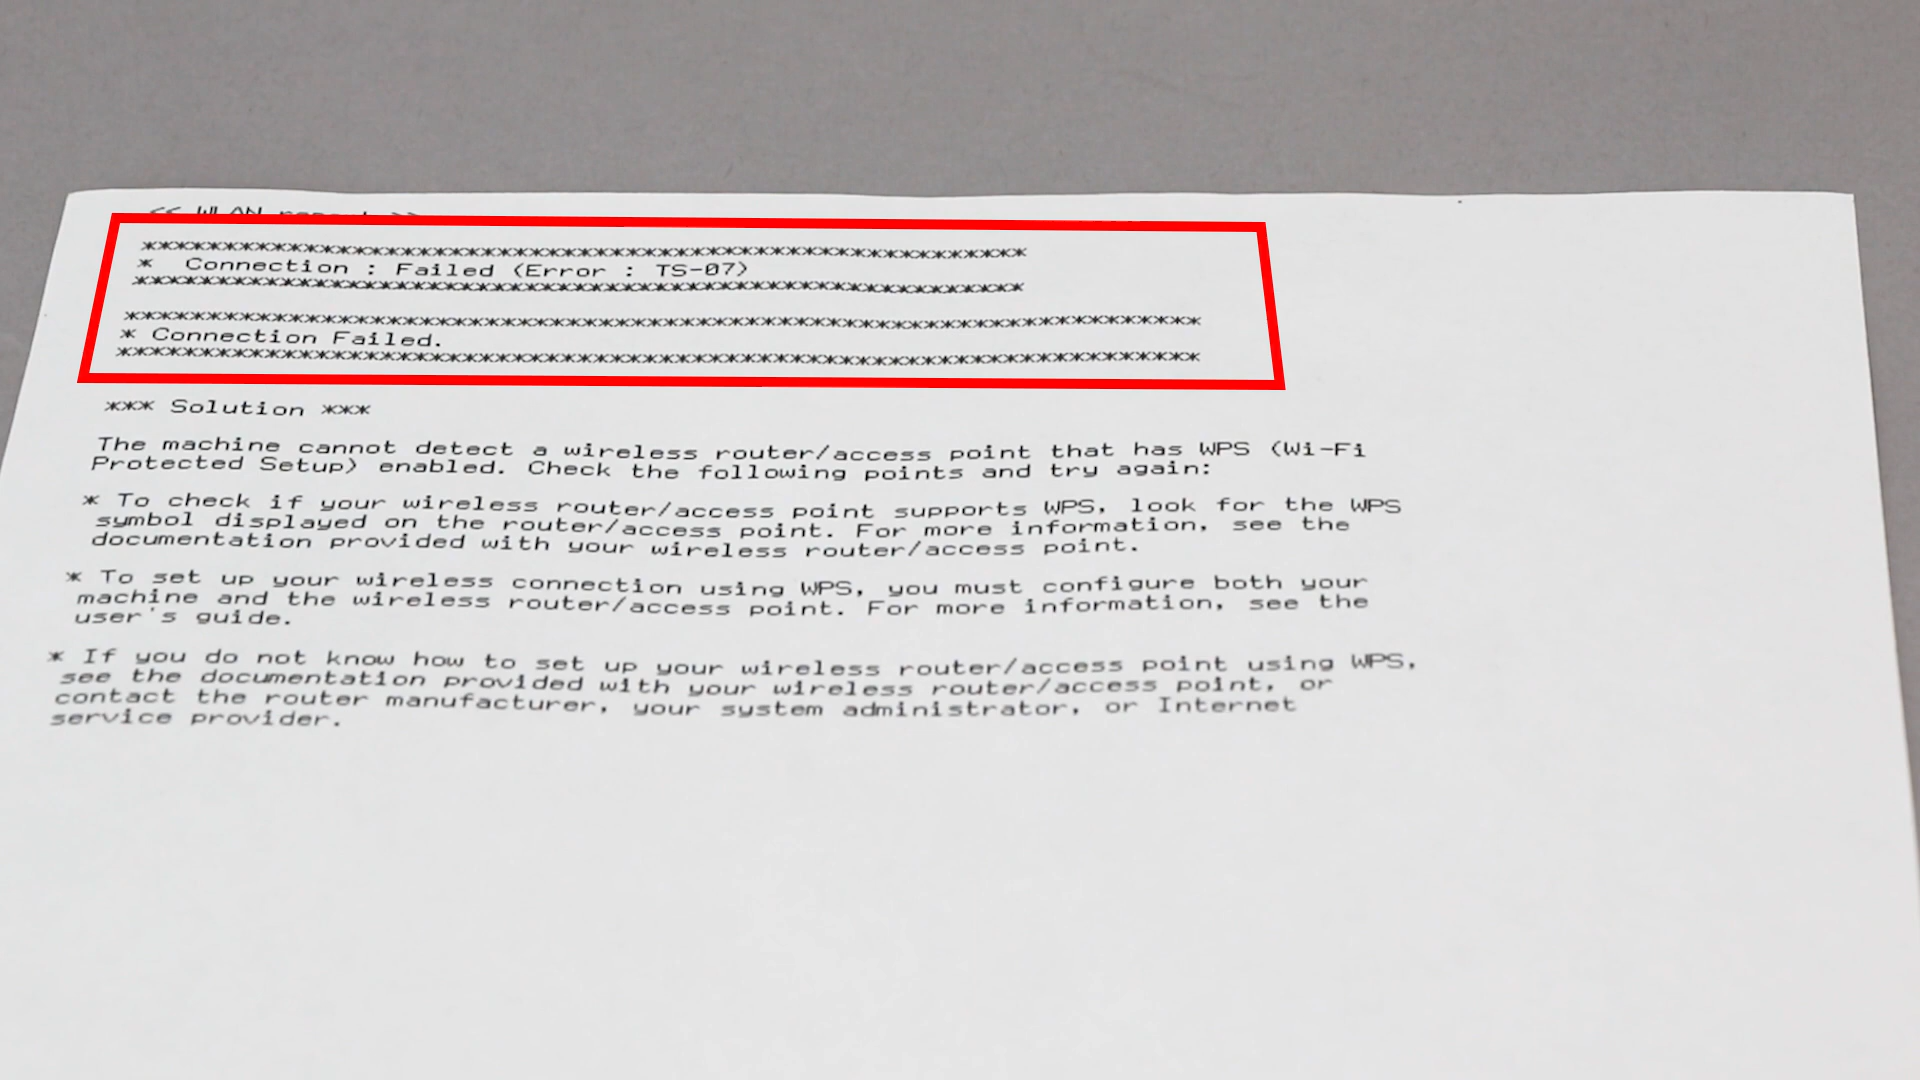 << WLAN report >>
******************************************************
*  Connection : Failed (Error : TS-07)
******************************************************
******************************************************************
* Connection Failed.
******************************************************************
*** Solution ***
The machine cannot detect a wireless router/access point that has WPS (Wi-Fi
Protected Setup) enabled. Check the following points and try again:
* To check if your wireless router/access point supports WPS, look for the WPS
symbol displayed on the router/access point. For more information, see the
documentation provided with your wireless router/access point.
* To set up your wireless connection using WPS, you must configure both your
machine and the wireless router/access point. For more information, see the
user's guide.
* If you do not know how to set up your wireless router/access point using WPS,
see the documentation provided with your wireless router/access point, or
contact the router manufacturer, your system administrator, or Internet
service provider.